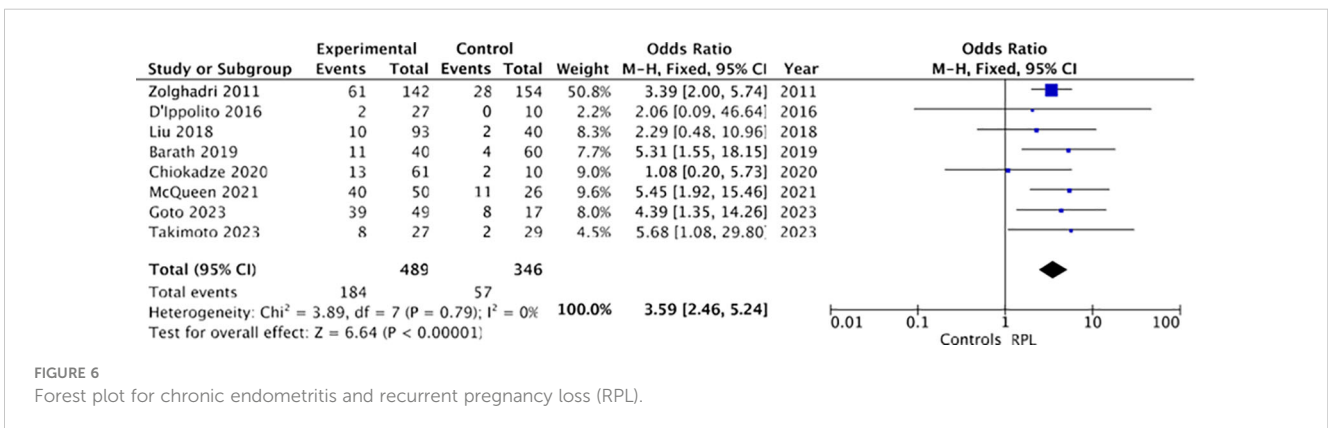 Experimental Control Odds Ratio Odds Ratio
Study or Subgroup Events Total Events Total Weight M-H, Fixed, 95% CI Year M-H, Fixed, 95% CI
Zolghadri 2011 61 142 28 154 50.8% 3.39 [2.00, 5.74] 2011
D'Ippolito 2016 2 27 0 10 2.2% 2.06 [0.09, 46.64] 2016
Liu 2018 10 93 2 40 8.3% 2.29 [0.48, 10.96] 2018
Barath 2019 11 40 4 60 7.7% 5.31 [1.55, 18.15] 2019
Chiokadze 2020 13 61 2 10 9.0% 1.08 [0.20, 5.73] 2020
McQueen 2021 40 50 11 26 9.6% 5.45 [1.92, 15.46] 2021
Goto 2023 39 49 8 17 8.0% 4.39 [1.35, 14.26] 2023
Takimoto 2023 8 27 2 29 4.5% 5.68 [1.08, 29.80] 2023
Total (95% CI) 489 346
Total events 184 57
Heterogeneity: Chi² = 3.89, df = 7 (P = 0.79); I² = 0% 100.0% 3.59 [2.46, 5.24]
Test for overall effect: Z = 6.64 (P < 0.00001)
0.01 0.1 1 10 100
Controls RPL
FIGURE 6
Forest plot for chronic endometritis and recurrent pregnancy loss (RPL).